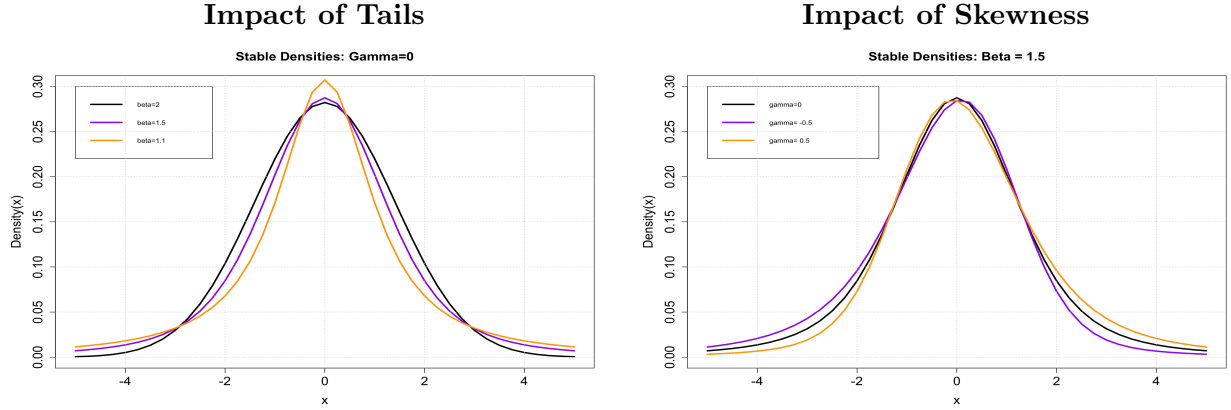 Impact of Tails
Stable Densities: Gamma=0
beta=2
beta=1.5
beta=1.1
Density(x)
0.30
0.25
0.20
0.15
0.10
0.05
0.00
-4 -2 0 2 4
x
Impact of Skewness
Stable Densities: Beta = 1.5
gamma=0
gamma= -0.5
gamma= 0.5
Density(x)
0.30
0.25
0.20
0.15
0.10
0.05
0.00
-4 -2 0 2 4
x